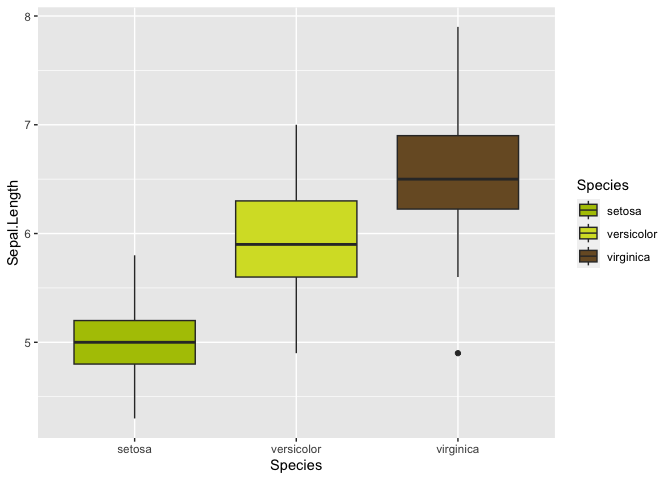 8
7
6
5
Sepal.Length
setosa
versicolor
virginica
Species
Species
setosa
versicolor
virginica